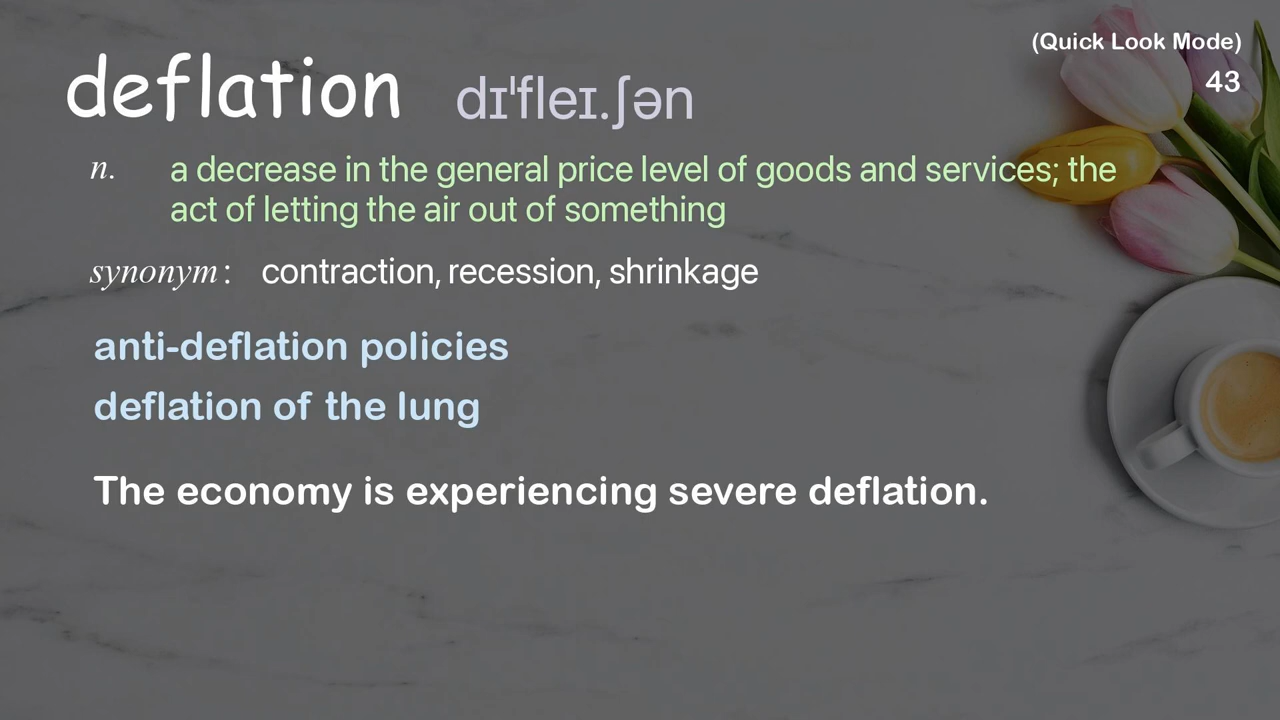 (Quick Look Mode)
43
deflation dɪˈfleɪ.ʃən
n. a decrease in the general price level of goods and services; the
act of letting the air out of something
synonym: contraction, recession, shrinkage
anti-deflation policies
deflation of the lung
The economy is experiencing severe deflation.